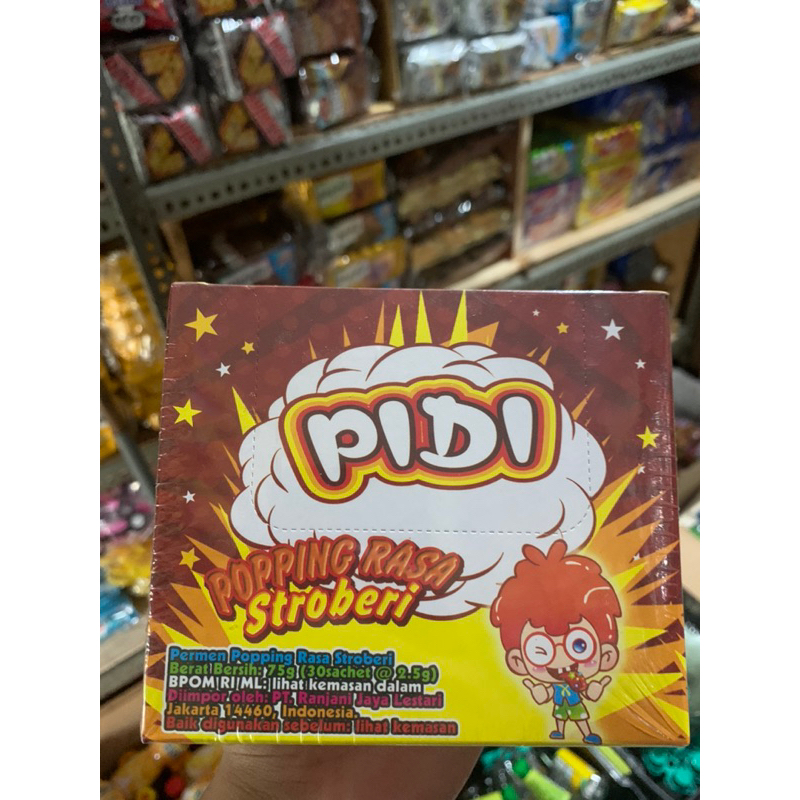 PIDI
POPPING RASA
Stroberi
Permen Popping Rasa Stroberi
Berat Bersih: 75g (30sachet @ 2.5g)
BPOM RI ML: lihat kemasan dalam
Diimpor oleh: PT. Ranjani Jaya Lestari
Jakarta 14460, Indonesia.
Baik digunakan sebelum: lihat kemasan